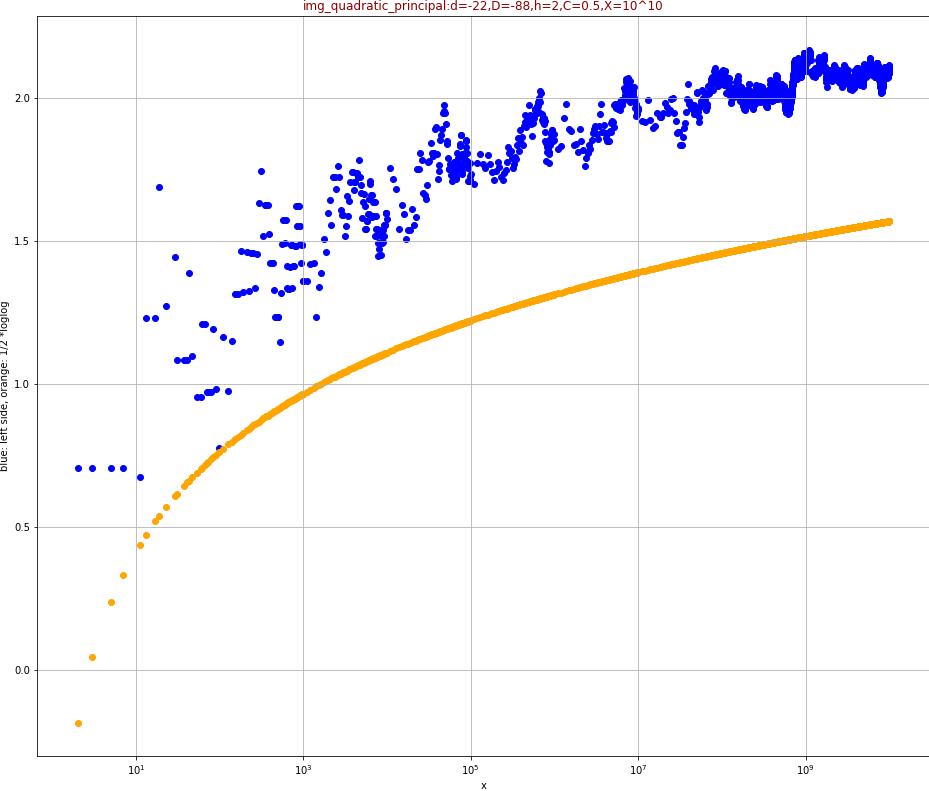 img_quadratic_principal:d=-22,D=-88,h=2,C=0.5,X=10^10
2.0
1.5
1.0
0.5
0.0
blue: left side, orange: 1/2 *loglog
10^1 10^3 10^5 10^7 10^9
x